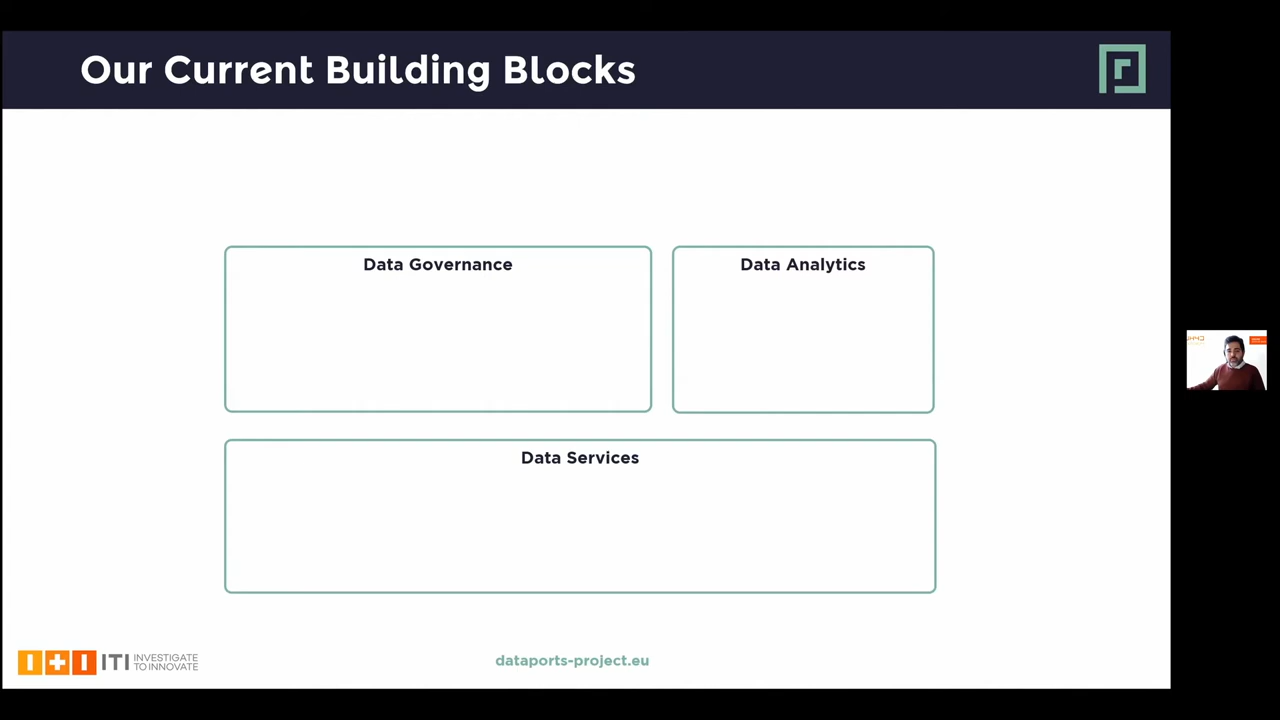 Our Current Building Blocks
Data Governance
Data Analytics
Data Services
ITI INVESTIGATE
TO INNOVATE
dataports-project.eu